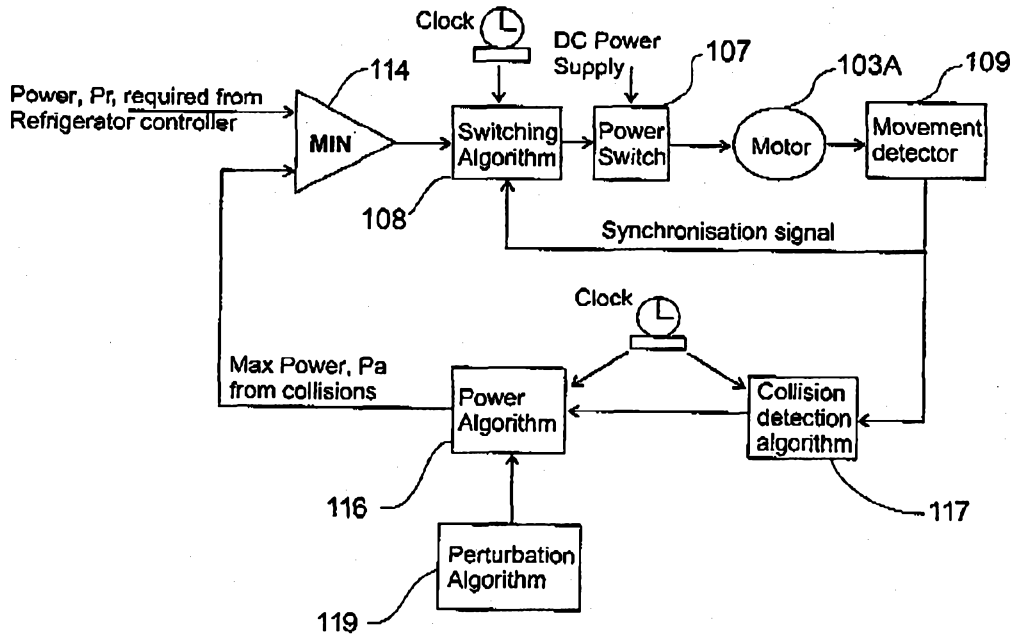 Clock
DC Power
Supply
107
103A
109
114
Power, Pr, required from
Refrigerator controller
MIN
Switching
Algorithm
Power
Switch
Motor
Movement
detector
108
Synchronisation signal
Clock
Max Power, Pa
from collisions
Power
Algorithm
Collision
detection
algorithm
116
117
Perturbation
Algorithm
119